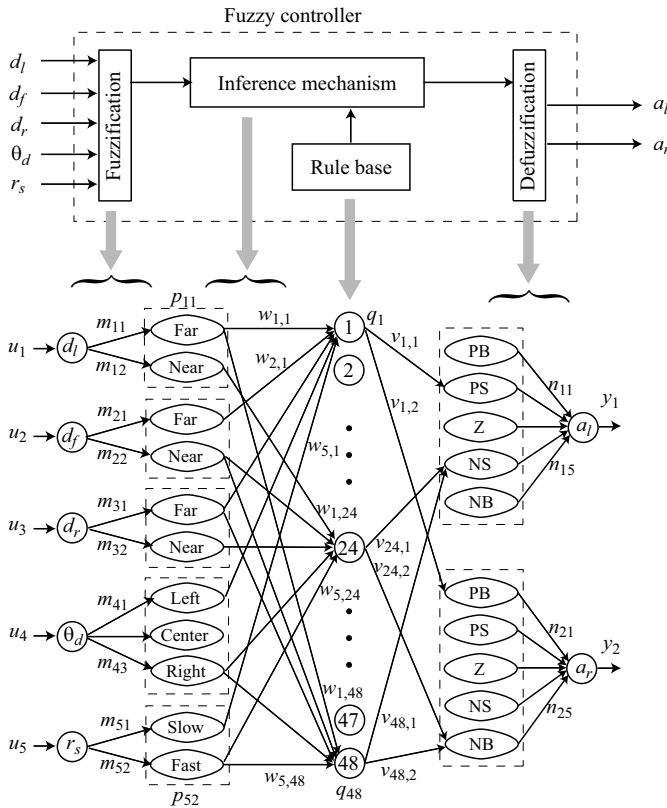 Fuzzy controller
d_l
d_f
d_r
θ_d
r_s
Fuzzification
Inference mechanism
Rule base
Defuzzification
a_l
a_r
p_11
u_1
d_l
m_11
m_12
Far
Near
u_2
d_f
m_21
m_22
Far
Near
u_3
d_r
m_31
m_32
Far
Near
u_4
θ_d
m_41
m_43
Left
Center
Right
u_5
r_s
m_51
m_52
Slow
Fast
p_52
w_1,1
w_2,1
w_5,1
w_1,24
w_5,24
w_1,48
w_5,48
q_1
1
2
24
47
48
q_48
v_1,1
v_1,2
v_24,1
v_24,2
v_48,1
v_48,2
PB
PS
Z
NS
NB
n_11
n_15
a_l
y_1
PB
PS
Z
NS
NB
n_21
n_25
a_r
y_2